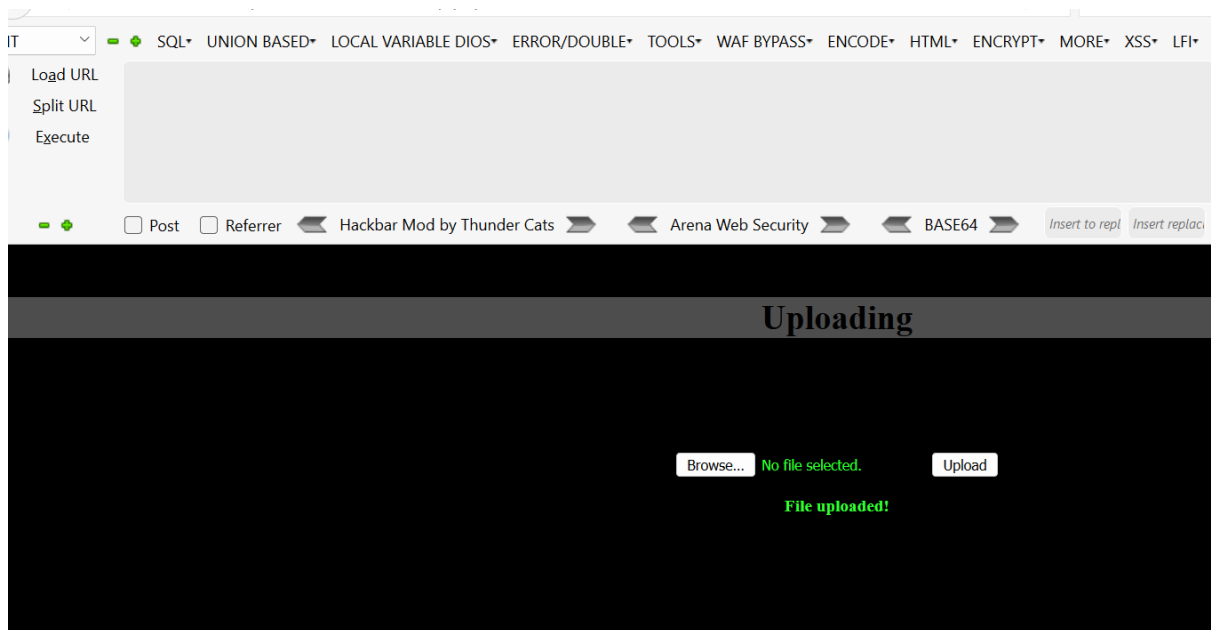 IT SQL UNION BASED LOCAL VARIABLE DIOS ERROR/DOUBLE TOOLS WAF BYPASS ENCODE HTML ENCRYPT MORE XSS LFI
Load URL
Split URL
Execute
Post Referrer Hackbar Mod by Thunder Cats Arena Web Security BASE64 Insert to repl Insert replac
Uploading
Browse... No file selected. Upload
File uploaded!